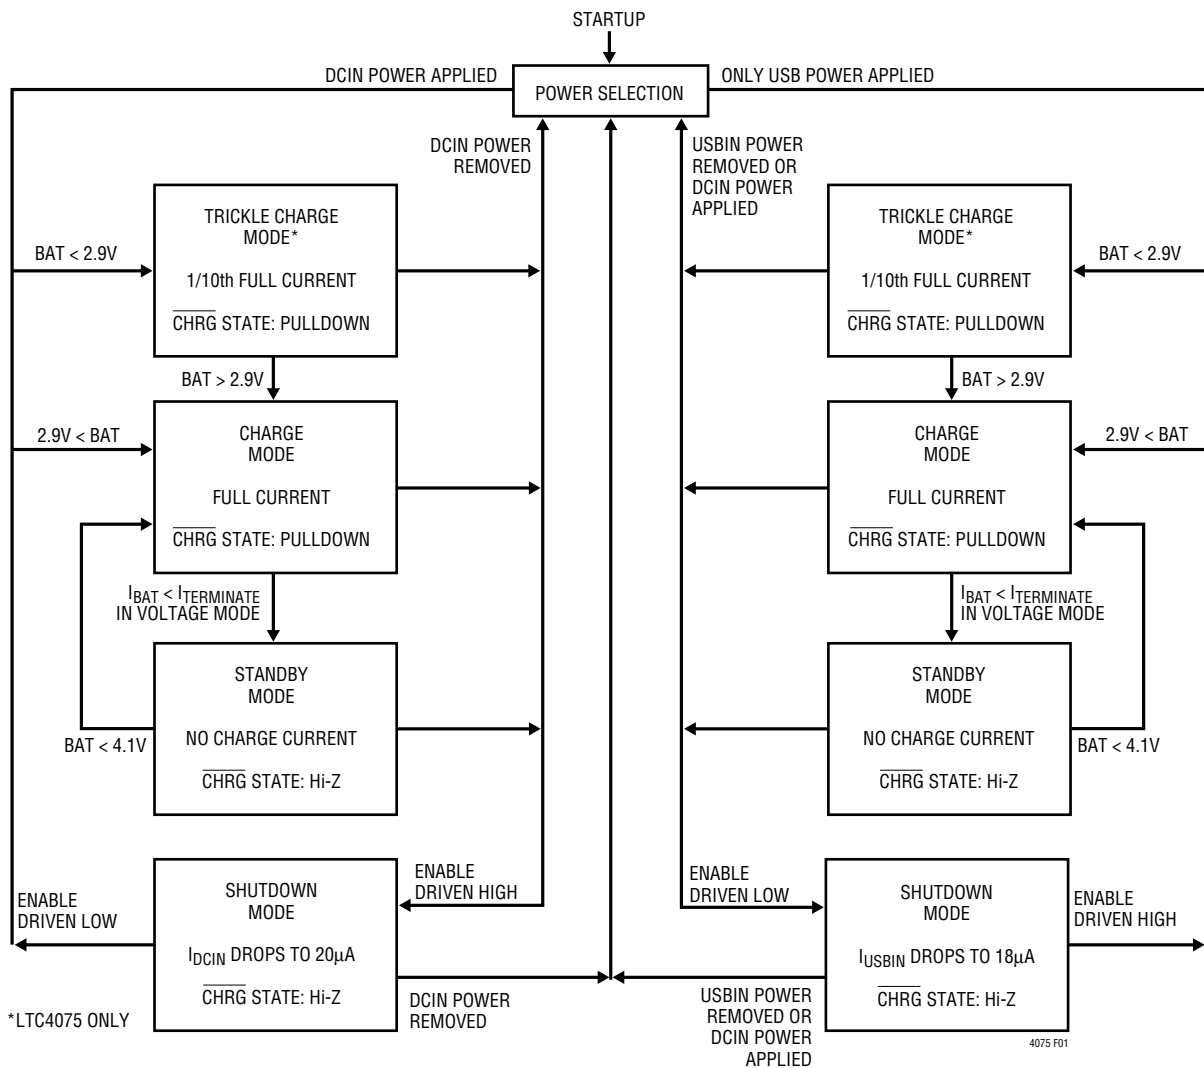 STARTUP
DCIN POWER APPLIED
POWER SELECTION
ONLY USB POWER APPLIED
DCIN POWER
REMOVED
USBIN POWER
REMOVED OR
DCIN POWER
APPLIED
BAT < 2.9V
TRICKLE CHARGE
MODE*
1/10th FULL CURRENT
CHRG STATE: PULLDOWN
BAT > 2.9V
2.9V < BAT
CHARGE
MODE
FULL CURRENT
CHRG STATE: PULLDOWN
IBAT < ITERMINATE
IN VOLTAGE MODE
STANDBY
MODE
NO CHARGE CURRENT
CHRG STATE: Hi-Z
BAT < 4.1V
ENABLE
DRIVEN LOW
SHUTDOWN
MODE
IDCIN DROPS TO 20µA
CHRG STATE: Hi-Z
ENABLE
DRIVEN HIGH
DCIN POWER
REMOVED
*LTC4075 ONLY
TRICKLE CHARGE
MODE*
1/10th FULL CURRENT
CHRG STATE: PULLDOWN
BAT < 2.9V
BAT > 2.9V
CHARGE
MODE
FULL CURRENT
CHRG STATE: PULLDOWN
2.9V < BAT
IBAT < ITERMINATE
IN VOLTAGE MODE
STANDBY
MODE
NO CHARGE CURRENT
CHRG STATE: Hi-Z
BAT < 4.1V
ENABLE
DRIVEN LOW
SHUTDOWN
MODE
IUSBIN DROPS TO 18µA
CHRG STATE: Hi-Z
ENABLE
DRIVEN HIGH
USBIN POWER
REMOVED OR
DCIN POWER
APPLIED
4075 F01